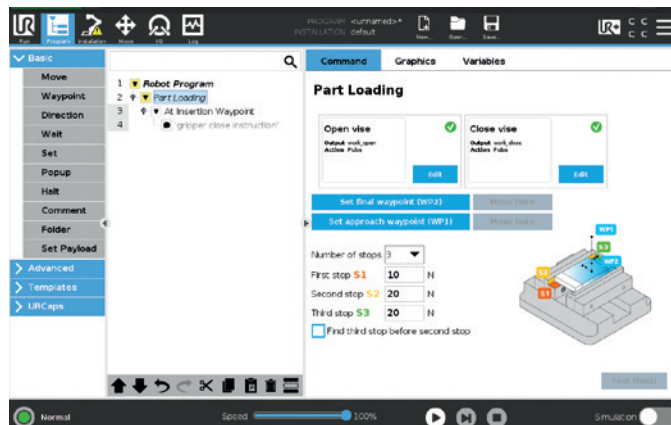 PROGRAM <unnamed>*
INSTALLATION default
UR
Run
Program
Installation
Move
I/O
Log
New...
Open...
Save...
UR+
C C
C C
Basic
Move
Waypoint
Direction
Wait
Set
Popup
Halt
Comment
Folder
Set Payload
Advanced
Templates
URCaps
1 Robot Program
2 Part Loading
3 At Insertion Waypoint
4 'gripper close instruction'
Command Graphics Variables
Part Loading
Open vise
Output work_open
Action Pulse
Edit
Close vise
Output work_close
Action Pulse
Edit
Set final waypoint (WP2) Move here
Set approach waypoint (WP1) Move here
Number of stops 3
First stop S1 10 N
Second stop S2 20 N
Third stop S3 20 N
Find third stop before second stop
WP1
S3
WP2
S2
S1
Normal
Speed 100%
Simulation